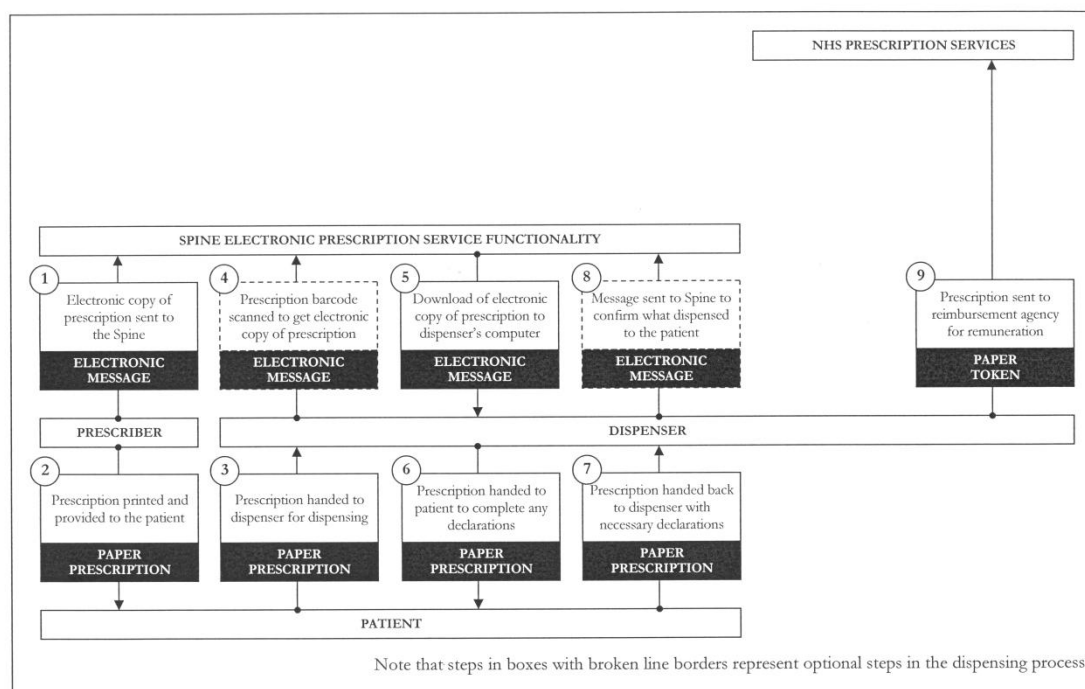 NHS PRESCRIPTION SERVICES
SPINE ELECTRONIC PRESCRIPTION SERVICE FUNCTIONALITY
1
Electronic copy of
prescription sent to
the Spine
ELECTRONIC
MESSAGE
4
Prescription barcode
scanned to get electronic
copy of prescription
ELECTRONIC
MESSAGE
5
Download of electronic
copy of prescription to
dispenser's computer
ELECTRONIC
MESSAGE
8
Message sent to Spine to
confirm what dispensed
to the patient
ELECTRONIC
MESSAGE
9
Prescription sent to
reimbursement agency
for remuneration
PAPER
TOKEN
PRESCRIBER
DISPENSER
2
Prescription printed and
provided to the patient
PAPER
PRESCRIPTION
3
Prescription handed to
dispenser for dispensing
PAPER
PRESCRIPTION
6
Prescription handed to
patient to complete any
declarations
PAPER
PRESCRIPTION
7
Prescription handed back
to dispenser with
necessary declarations
PAPER
PRESCRIPTION
PATIENT
Note that steps in boxes with broken line borders represent optional steps in the dispensing process